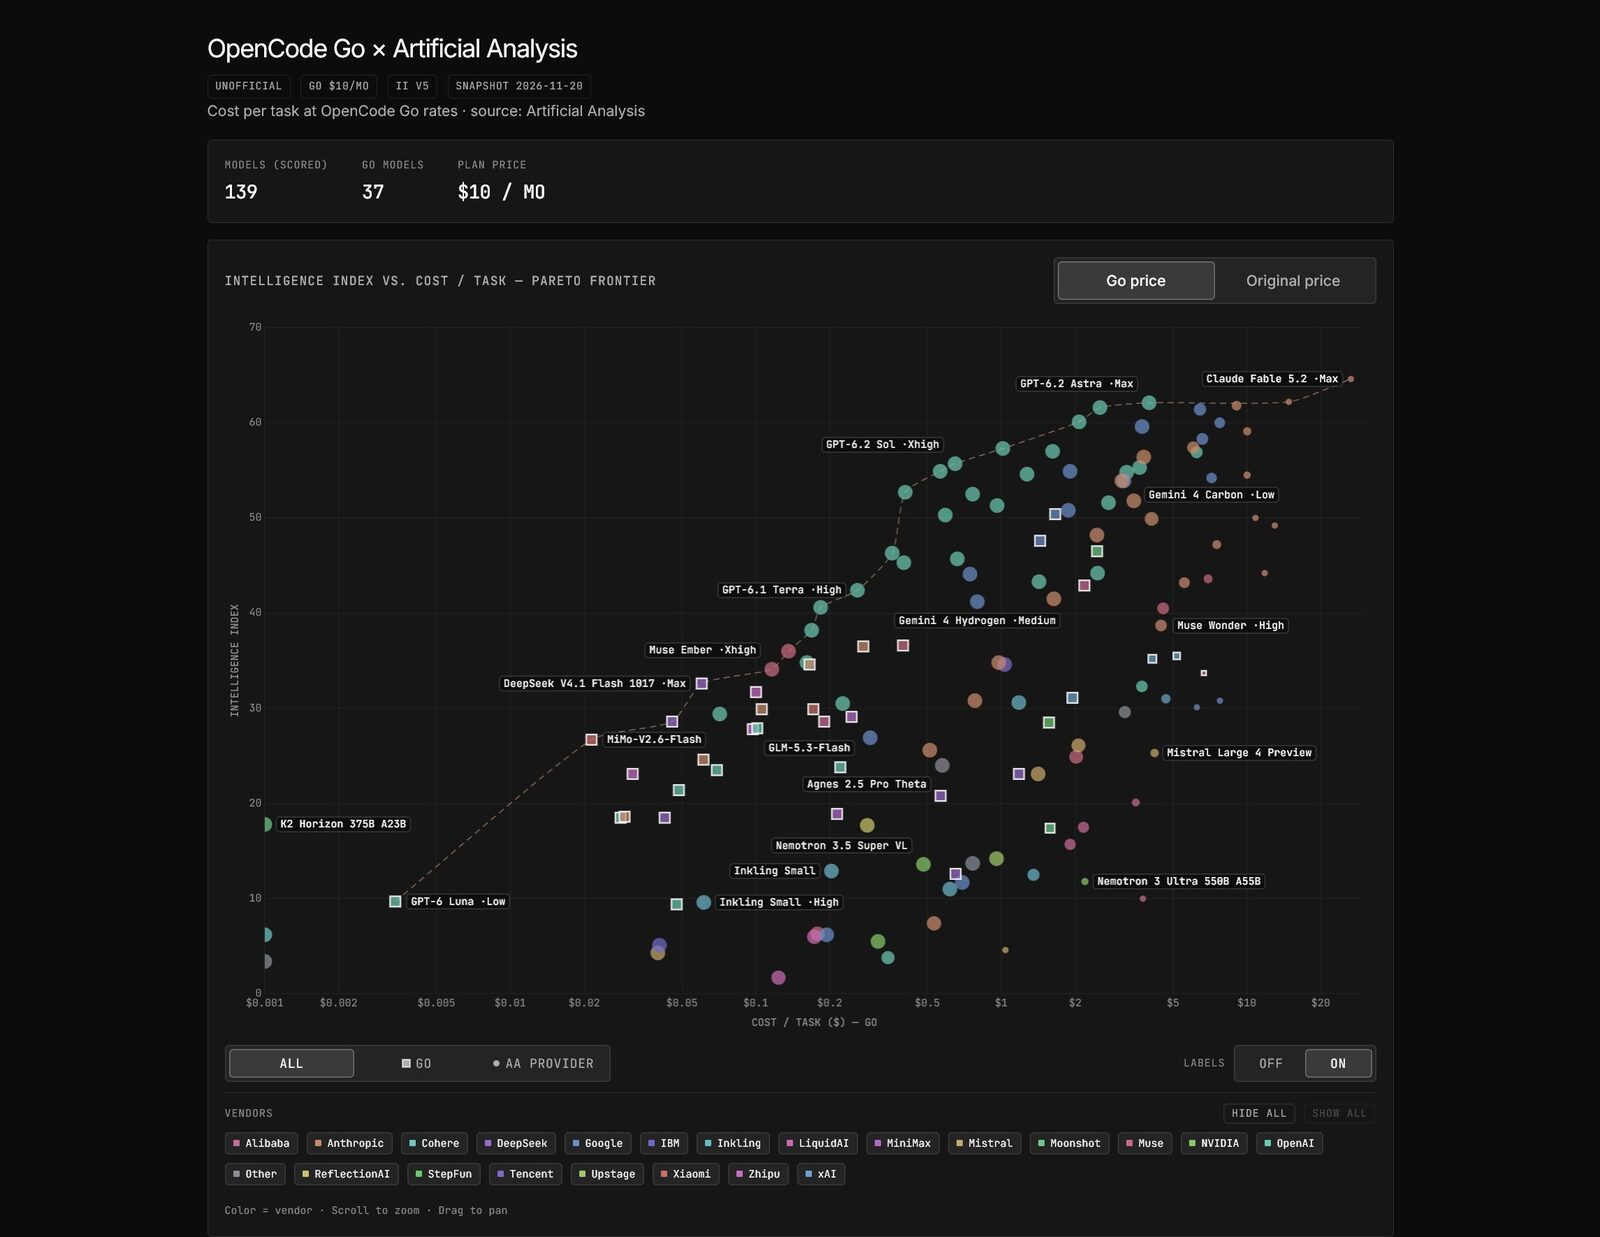 OpenCode Go × Artificial Analysis
UNOFFICIAL GO $10/MO II V5 SNAPSHOT 2026-11-20
Cost per task at OpenCode Go rates · source: Artificial Analysis
MODELS (SCORED) GO MODELS PLAN PRICE
139 37 $10 / MO
INTELLIGENCE INDEX VS. COST / TASK — PARETO FRONTIER
Go price Original price
70
Claude Fable 5.2 ·Max
GPT-6.2 Astra ·Max
60
GPT-6.2 Sol ·Xhigh
Gemini 4 Carbon ·Low
50
GPT-6.1 Terra ·High
40
Gemini 4 Hydrogen ·Medium
Muse Wonder ·High
INTELLIGENCE INDEX
Muse Ember ·Xhigh
DeepSeek V4.1 Flash 1017 ·Max
30
MiMo-V2.6-Flash
GLM-5.3-Flash
Mistral Large 4 Preview
Agnes 2.5 Pro Theta
20
K2 Horizon 375B A23B
Nemotron 3.5 Super VL
Inkling Small
Nemotron 3 Ultra 550B A55B
10
GPT-6 Luna ·Low
Inkling Small ·High
0
$0.001 $0.002 $0.005 $0.01 $0.02 $0.05 $0.1 $0.2 $0.5 $1 $2 $5 $10 $20
COST / TASK ($) — GO
ALL GO AA PROVIDER LABELS OFF ON
VENDORS HIDE ALL SHOW ALL
Alibaba Anthropic Cohere DeepSeek Google IBM Inkling LiquidAI MiniMax Mistral Moonshot Muse NVIDIA OpenAI
Other ReflectionAI StepFun Tencent Upstage Xiaomi Zhipu xAI
Color = vendor · Scroll to zoom · Drag to pan